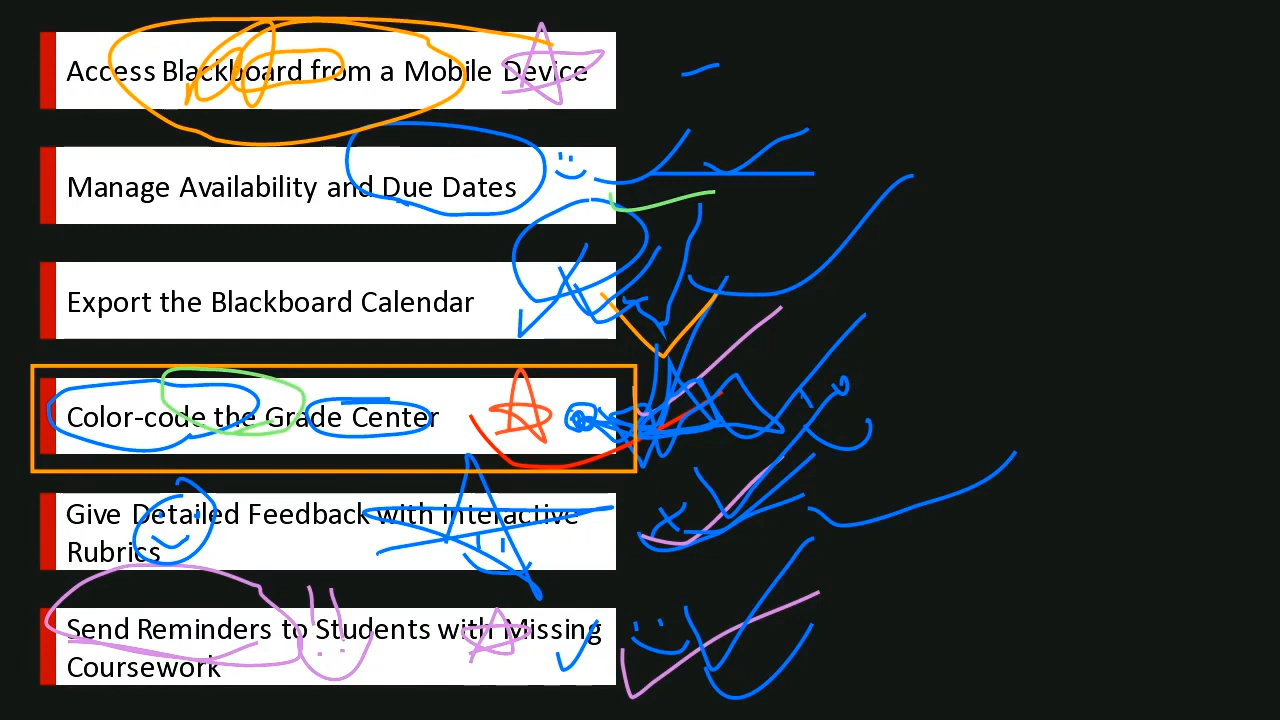 Access Blackboard from a Mobile Device
Manage Availability and Due Dates
Export the Blackboard Calendar
Color-code the Grade Center
Give Detailed Feedback with Interactive
Rubrics
Send Reminders to Students with Missing
Coursework